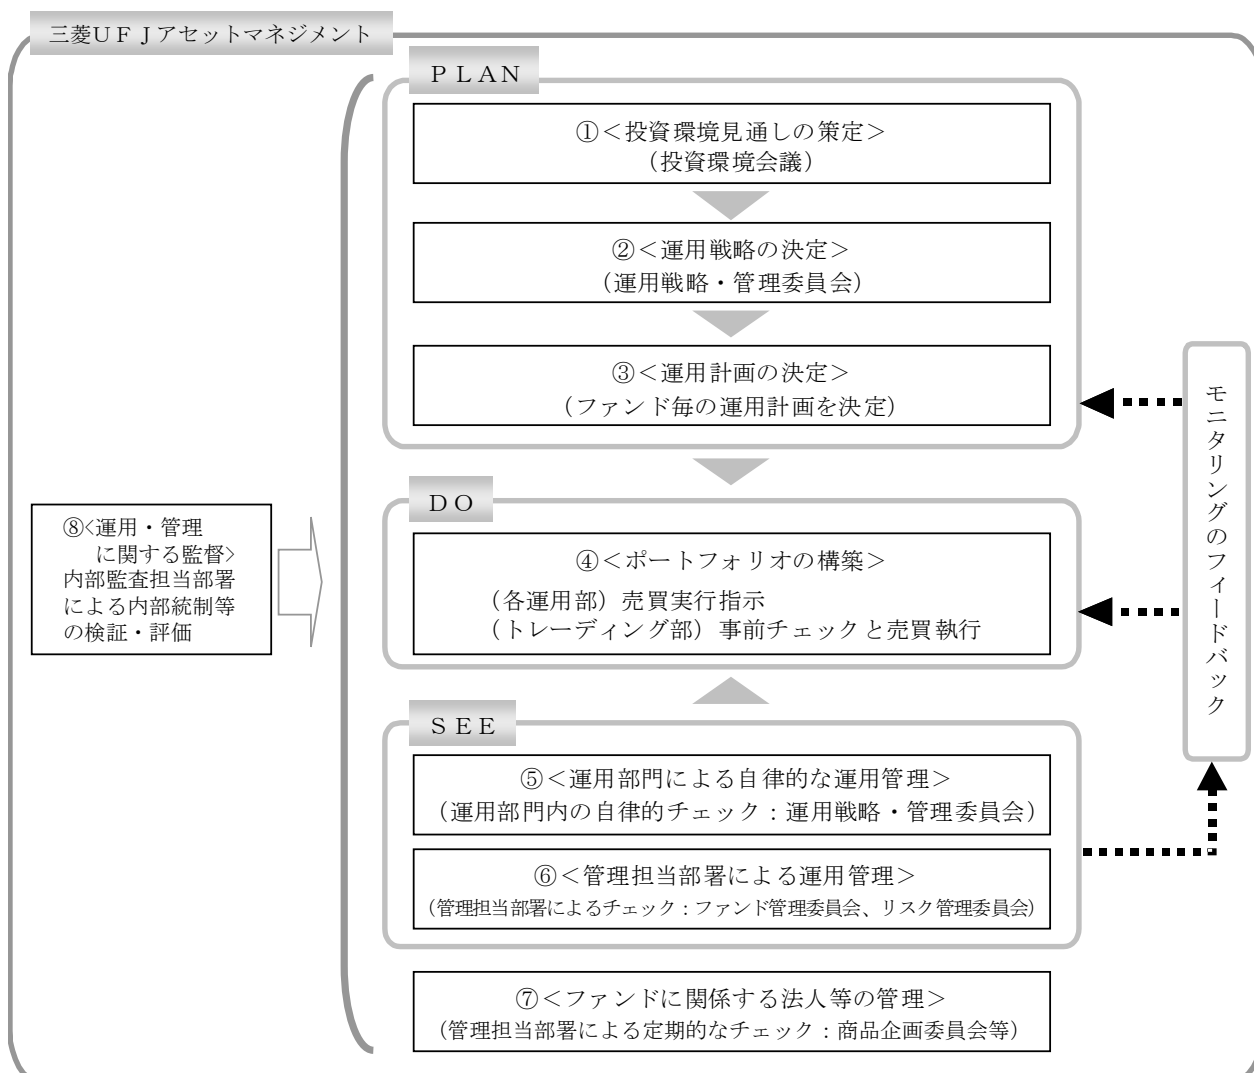 三菱UFJアセットマネジメント
PLAN
①<投資環境見通しの策定>
(投資環境会議)
②<運用戦略の決定>
(運用戦略・管理委員会)
③<運用計画の決定>
(ファンド毎の運用計画を決定)
DO
④<ポートフォリオの構築>
(各運用部)売買実行指示
(トレーディング部)事前チェックと売買執行
SEE
⑤<運用部門による自律的な運用管理>
(運用部門内の自律的チェック:運用戦略・管理委員会)
⑥<管理担当部署による運用管理>
(管理担当部署によるチェック:ファンド管理委員会、リスク管理委員会)
⑦<ファンドに関係する法人等の管理>
(管理担当部署による定期的なチェック:商品企画委員会等)
⑧<運用・管理
に関する監督>
内部監査担当部署
による内部統制等
の検証・評価
モニタリングのフィードバック